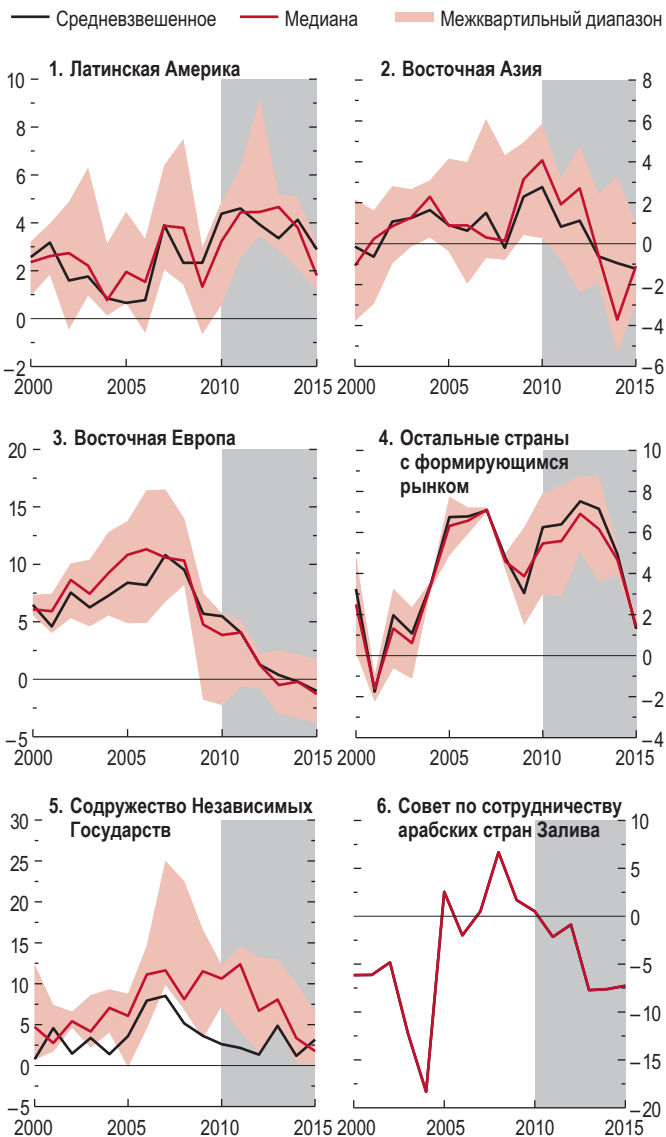 Средневзвешенное Медиана Межквартильный диапазон
1. Латинская Америка
10
8
6
4
2
0
–2
2000 2005 2010 2015
2. Восточная Азия
8
6
4
2
0
–2
–4
–6
2000 2005 2010 2015
3. Восточная Европа
20
15
10
5
0
–5
2000 2005 2010 2015
4. Остальные страны
с формирующимся
рынком
10
8
6
4
2
0
–2
–4
2000 2005 2010 2015
5. Содружество Независимых
Государств
30
25
20
15
10
5
0
–5
2000 2005 2010 2015
6. Совет по сотрудничеству
арабских стран Залива
10
5
0
–5
–10
–15
–20
2000 2005 2010 2015